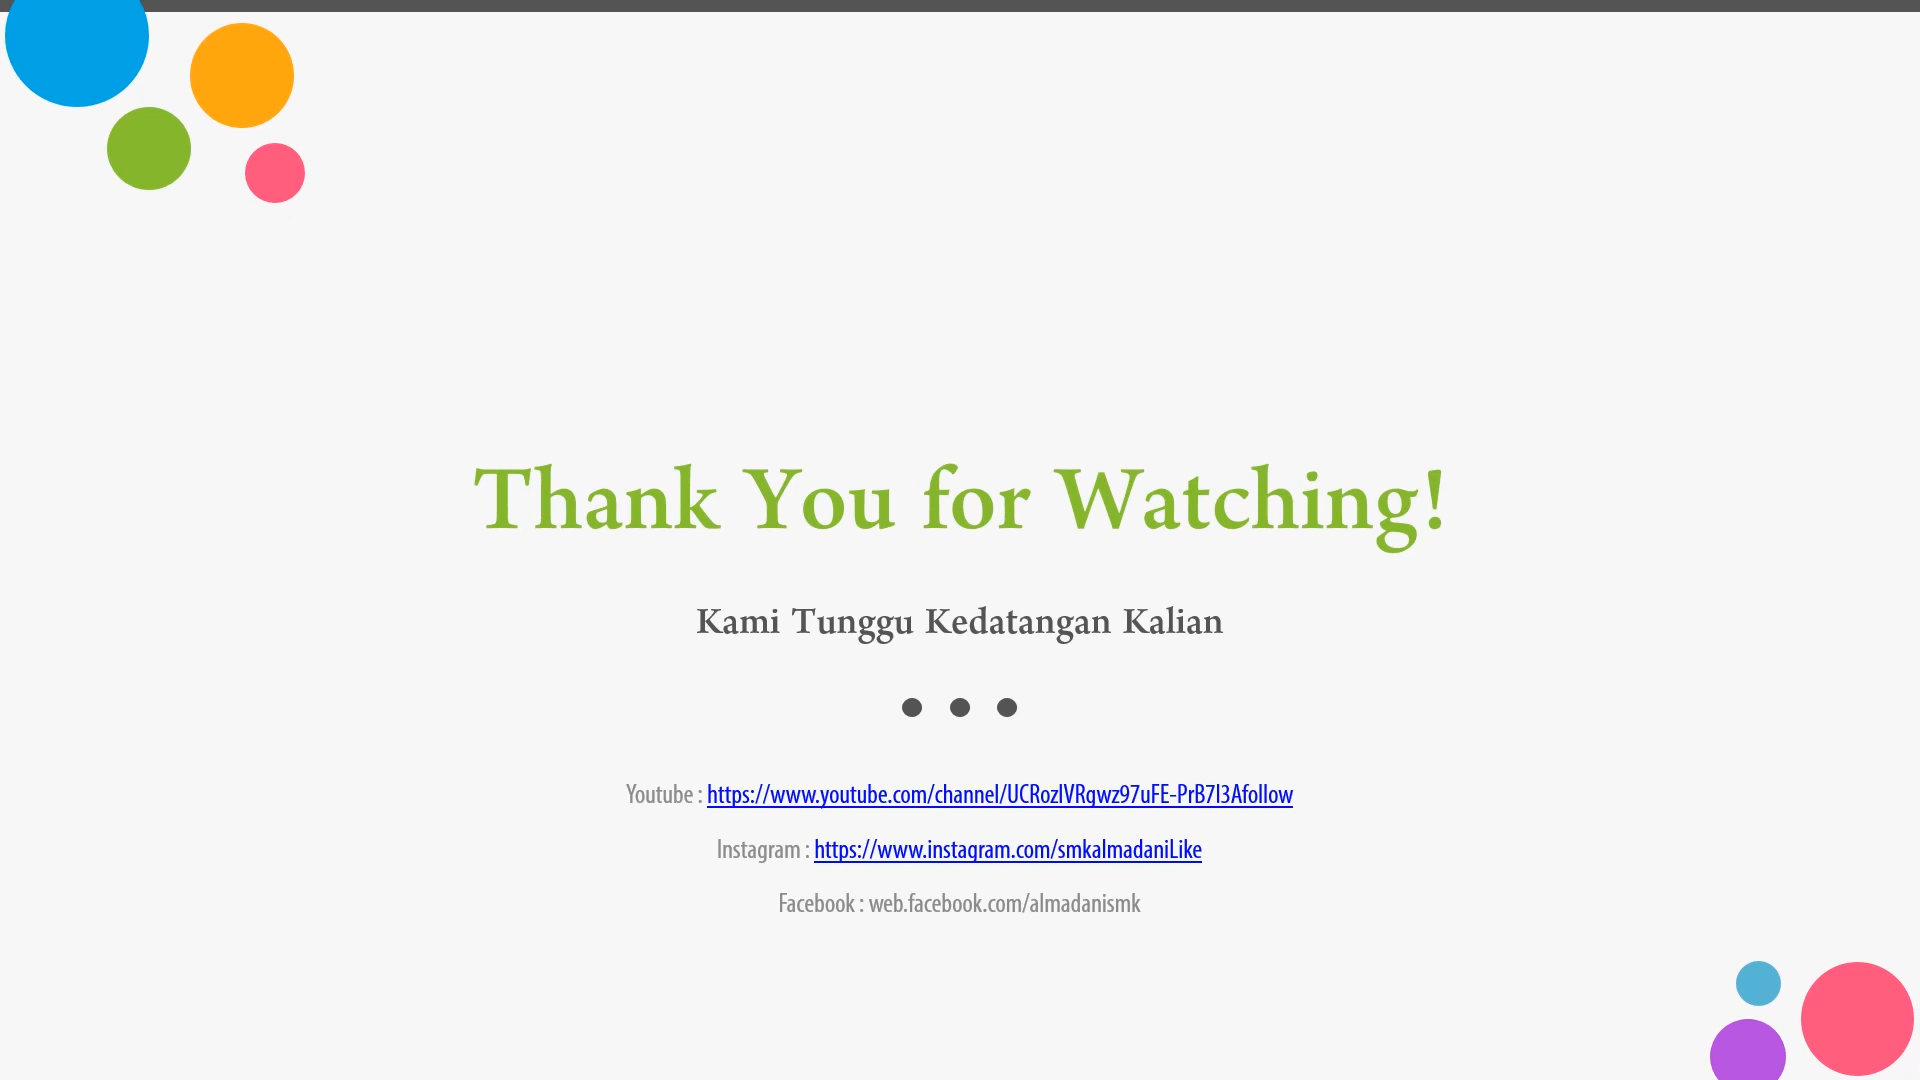 Thank You for Watching!
Kami Tunggu Kedatangan Kalian
Youtube : https://www.youtube.com/channel/UCRozlVRgwz97uFE-PrB7I3Afollow
Instagram : https://www.instagram.com/smkalmadaniLike
Facebook : web.facebook.com/almadanismk